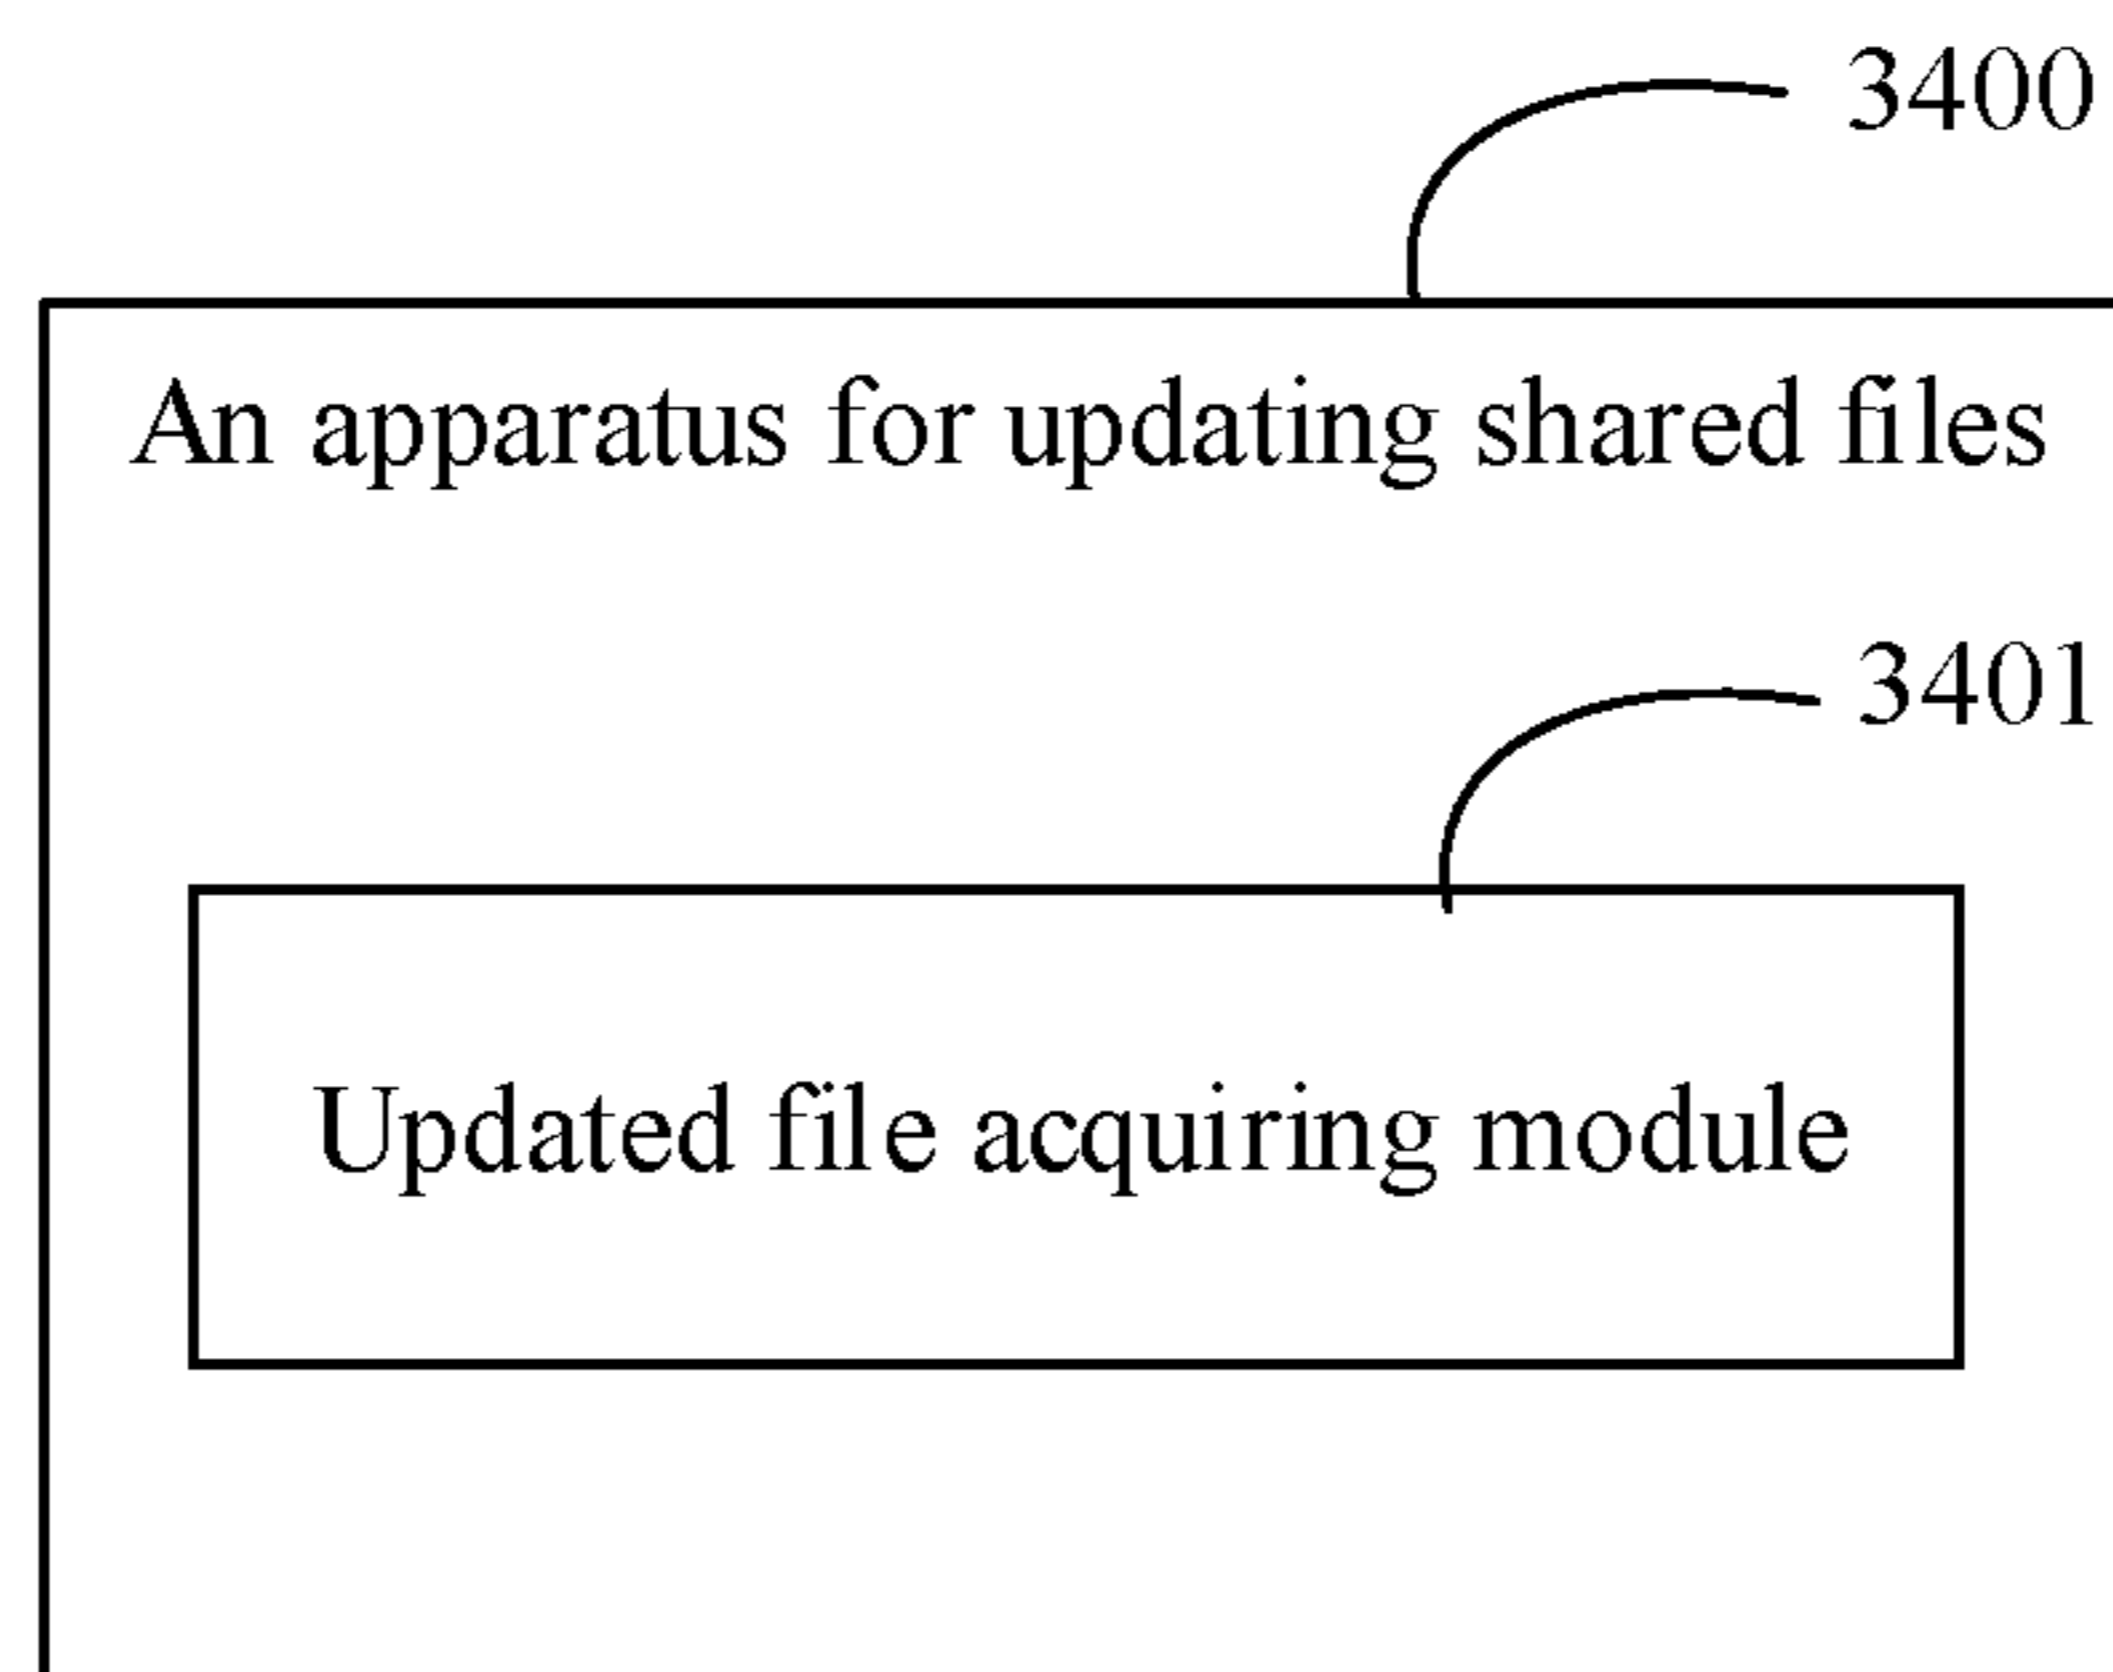 3400
An apparatus for updating shared files
3401
Updated file acquiring module